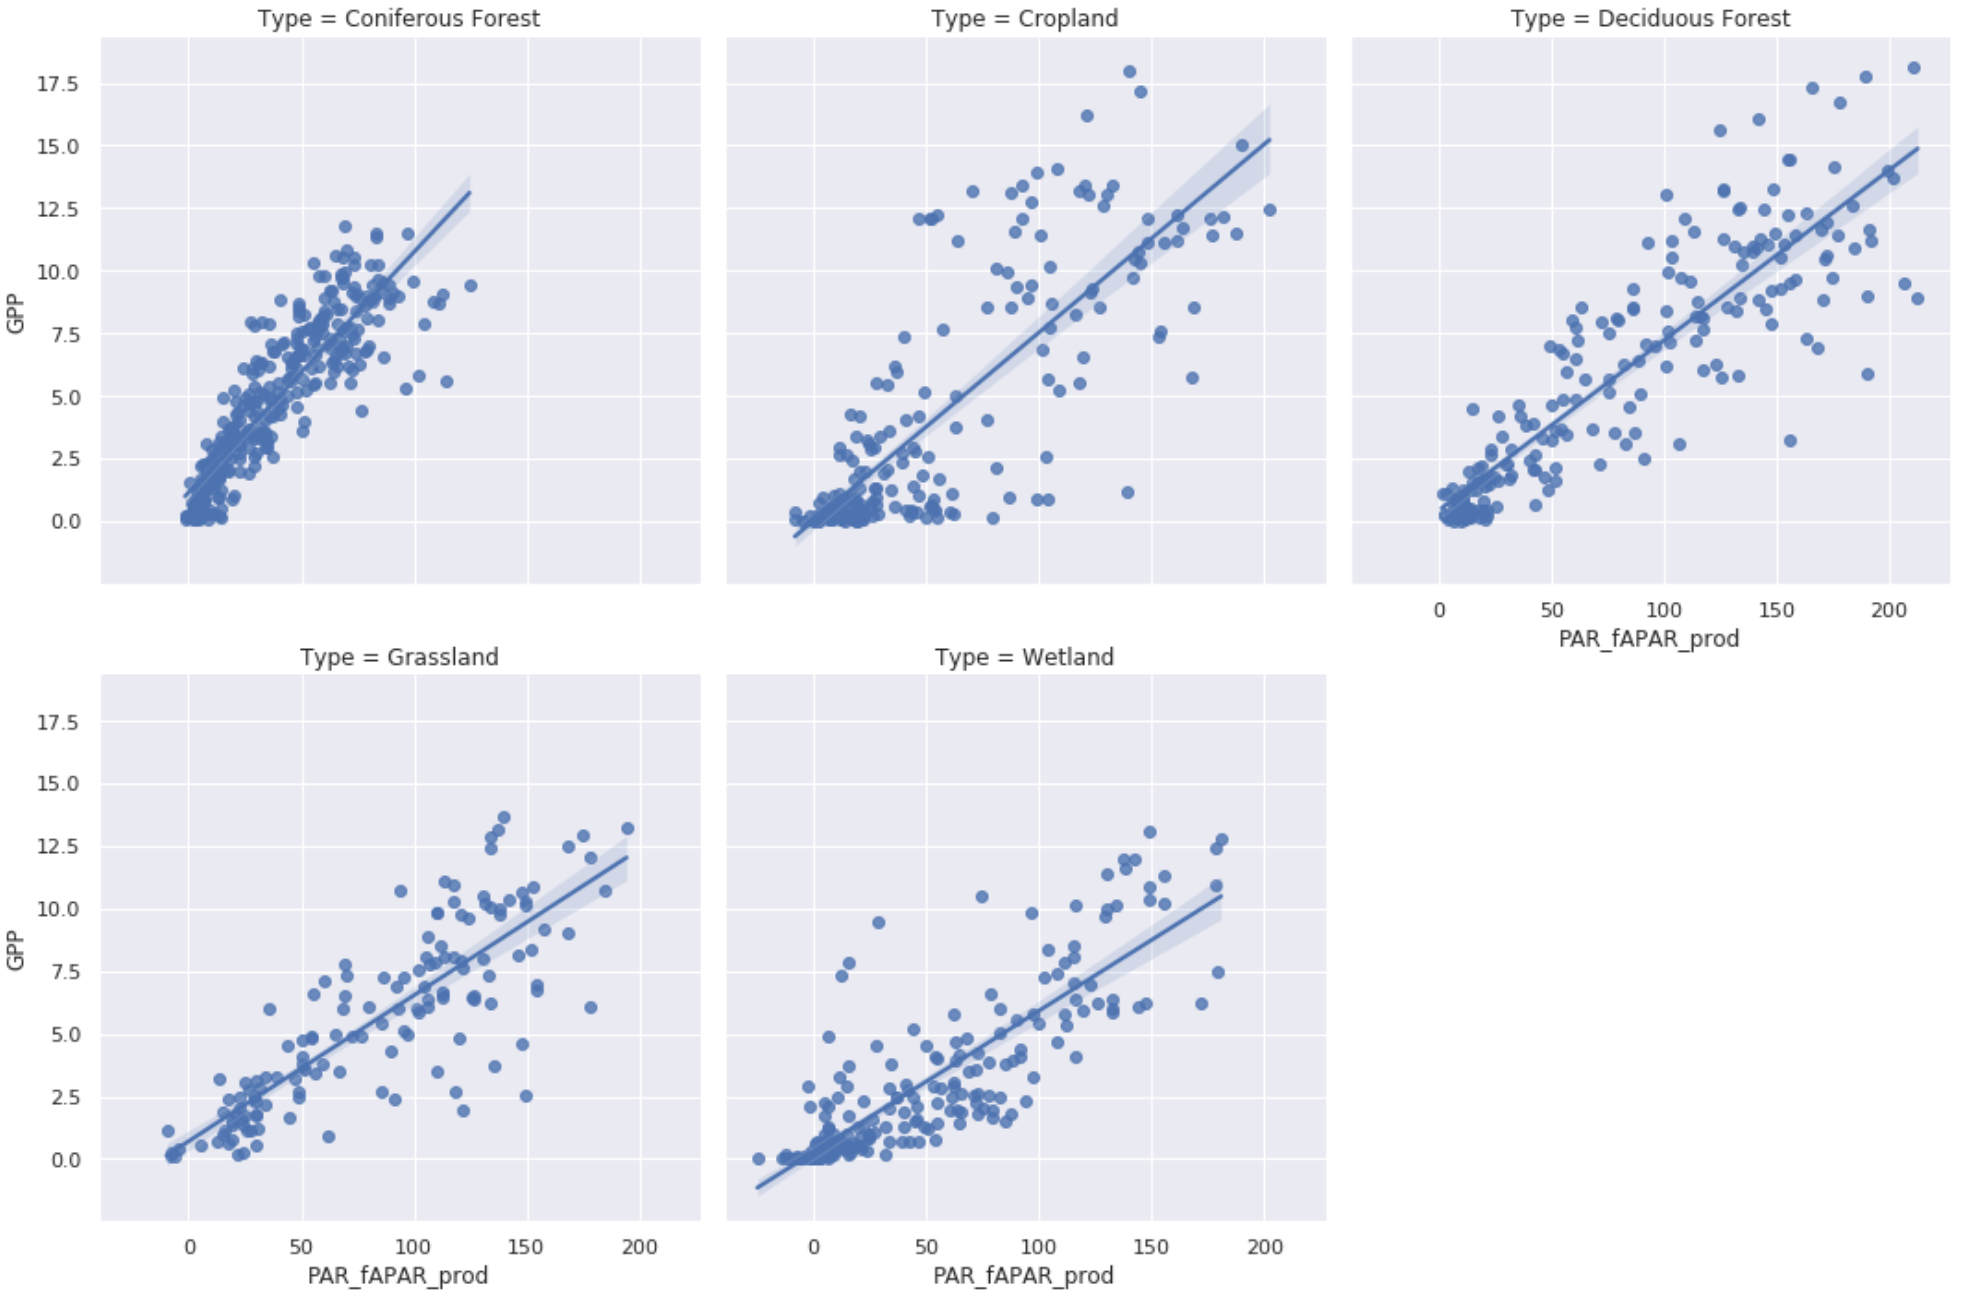 Type = Coniferous Forest
Type = Cropland
Type = Deciduous Forest
GPP
17.5
15.0
12.5
10.0
7.5
5.0
2.5
0.0
0 50 100 150 200
PAR_fAPAR_prod
Type = Grassland
Type = Wetland
GPP
17.5
15.0
12.5
10.0
7.5
5.0
2.5
0.0
0 50 100 150 200
PAR_fAPAR_prod
0 50 100 150 200
PAR_fAPAR_prod